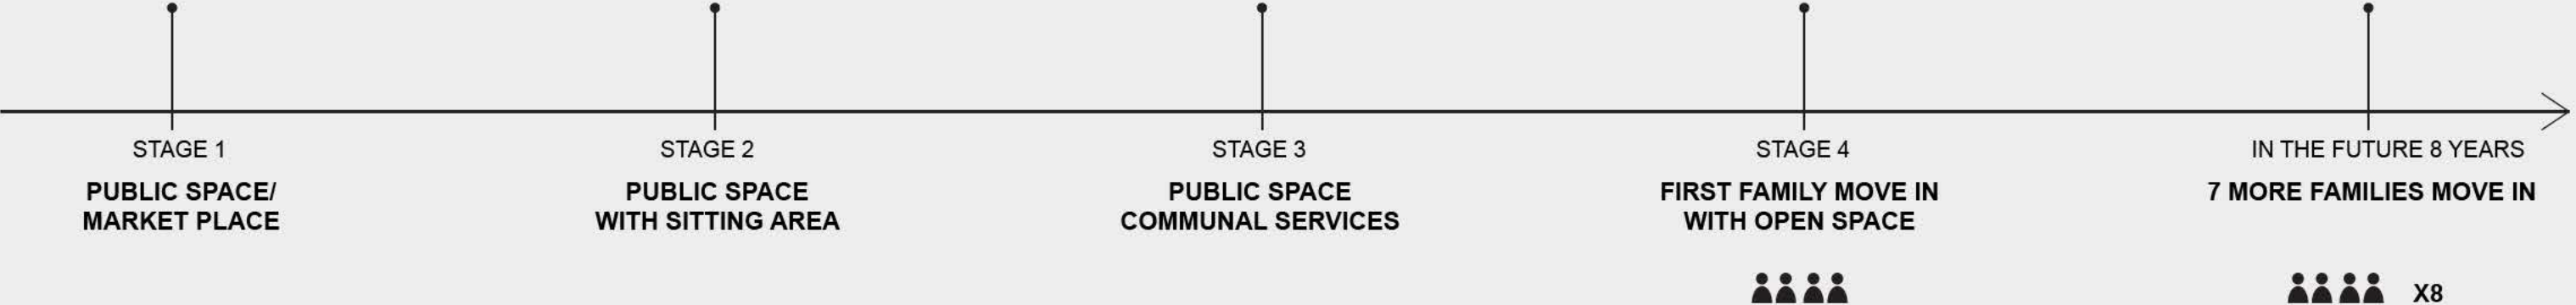 STAGE 1
PUBLIC SPACE/
MARKET PLACE
STAGE 2
PUBLIC SPACE
WITH SITTING AREA
STAGE 3
PUBLIC SPACE
COMMUNAL SERVICES
STAGE 4
FIRST FAMILY MOVE IN
WITH OPEN SPACE
IN THE FUTURE 8 YEARS
7 MORE FAMILIES MOVE IN
X8